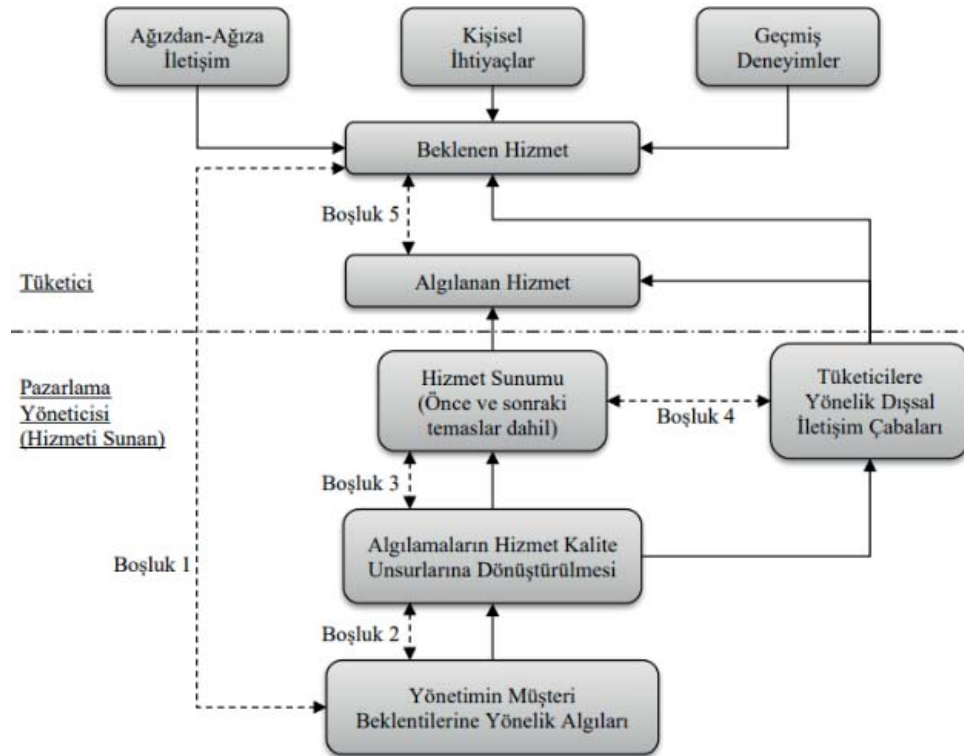 Ağızdan-Ağıza
İletişim
Kişisel
İhtiyaçlar
Geçmiş
Deneyimler
Beklenen Hizmet
Boşluk 5
Tüketici
Algılanan Hizmet
Pazarlama
Yöneticisi
(Hizmeti Sunan)
Hizmet Sunumu
(Önce ve sonraki
temaslar dahil)
Boşluk 4
Tüketicilere
Yönelik Dışsal
İletişim Çabaları
Boşluk 3
Boşluk 1
Algılamaların Hizmet Kalite
Unsurlarına Dönüştürülmesi
Boşluk 2
Yönetimin Müşteri
Beklentilerine Yönelik Algıları